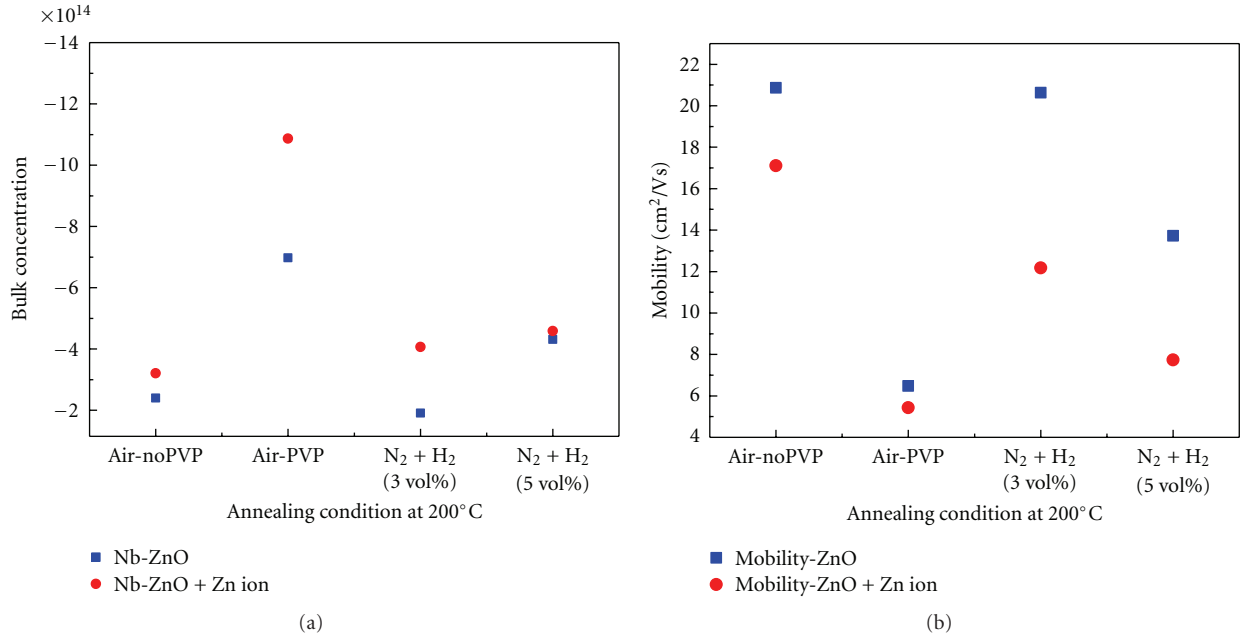 ×10¹⁴
−14
−12
−10
−8
−6
−4
−2
Bulk concentration
Air-noPVP
Air-PVP
N₂ + H₂
(3 vol%)
N₂ + H₂
(5 vol%)
Annealing condition at 200°C
Nb-ZnO
Nb-ZnO + Zn ion
(a)
22
20
18
16
14
12
10
8
6
4
Mobility (cm²/Vs)
Air-noPVP
Air-PVP
N₂ + H₂
(3 vol%)
N₂ + H₂
(5 vol%)
Annealing condition at 200°C
Mobility-ZnO
Mobility-ZnO + Zn ion
(b)